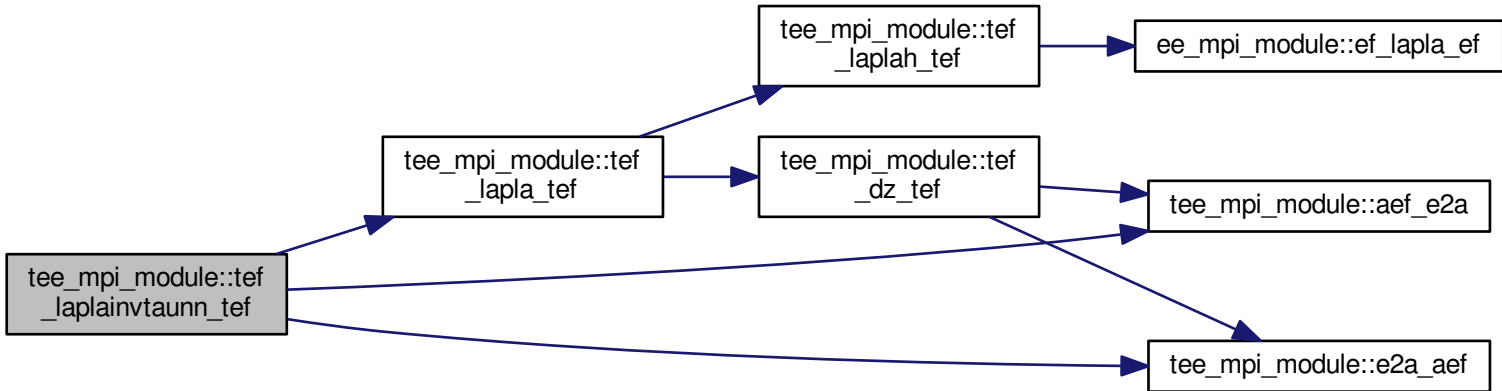 tee_mpi_module::tef
_laplainvtaunn_tef
tee_mpi_module::tef
_lapla_tef
tee_mpi_module::tef
_laplah_tef
tee_mpi_module::tef
_dz_tef
ee_mpi_module::ef_lapla_ef
tee_mpi_module::aef_e2a
tee_mpi_module::e2a_aef